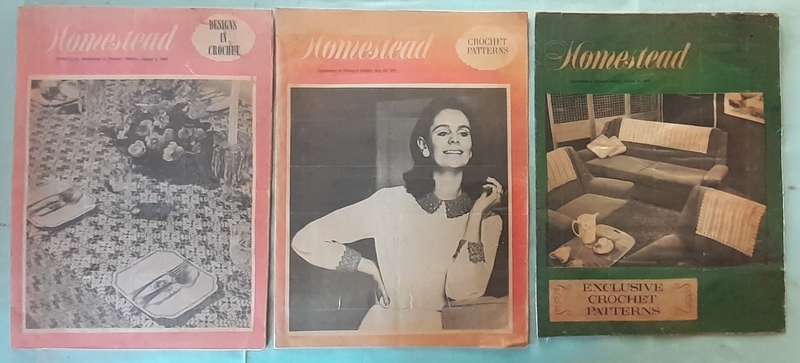 Homestead
DESIGNS
IN
CROCHET
Homestead
CROCHET
PATTERNS
Homestead
EXCLUSIVE
CROCHET
PATTERNS